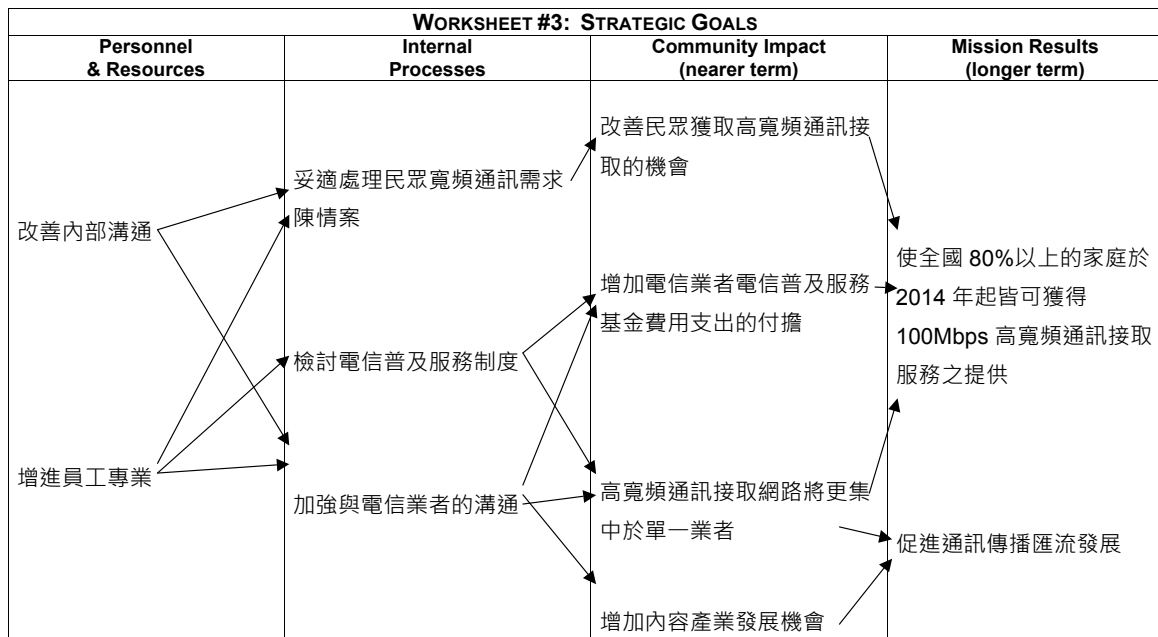 WORKSHEET #3: STRATEGIC GOALS
Personnel
& Resources
Internal
Processes
Community Impact
(nearer term)
Mission Results
(longer term)
改善內部溝通
增進員工專業
妥適處理民眾寬頻通訊需求
陳情案
檢討電信普及服務制度
加強與電信業者的溝通
改善民眾獲取高寬頻通訊接
取的機會
增加電信業者電信普及服務
基金費用支出的付擔
高寬頻通訊接取網路將更集
中於單一業者
增加內容產業發展機會
使全國 80%以上的家庭於
2014 年起皆可獲得
100Mbps 高寬頻通訊接取
服務之提供
促進通訊傳播匯流發展